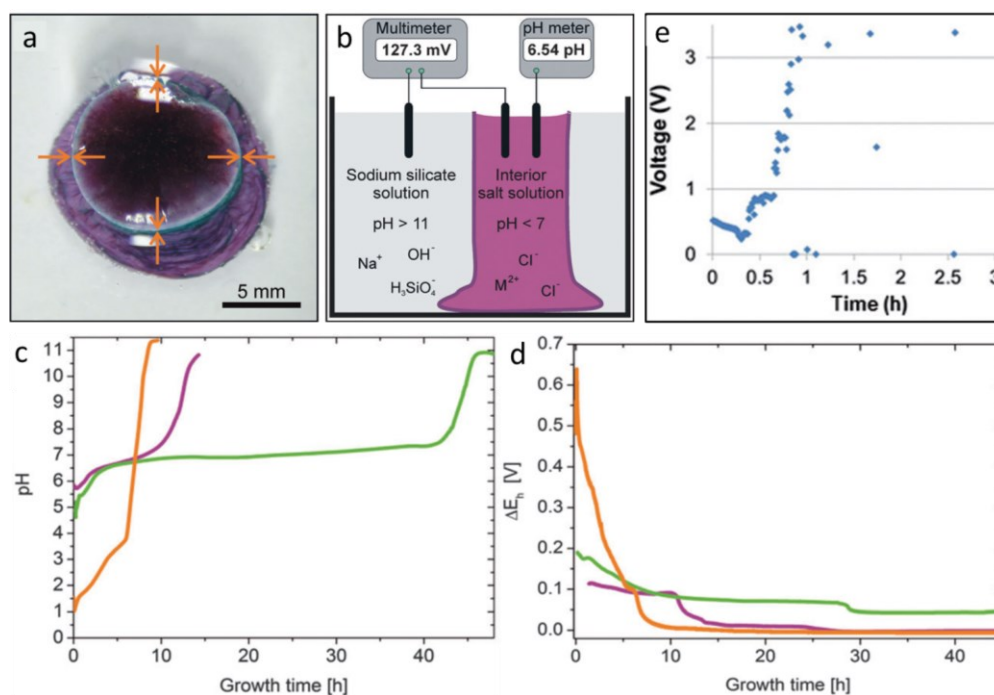 a
5 mm
b
Multimeter
127.3 mV
pH meter
6.54 pH
Sodium silicate
solution
pH > 11
Na⁺
OH⁻
H₃SiO₄⁻
Interior
salt solution
pH < 7
Cl⁻
M²⁺
Cl⁻
e
Voltage (V)
4
3
2
1
0
0
0.5
1
1.5
2
2.5
3
Time (h)
c
pH
11
10
9
8
7
6
5
4
3
2
1
0
0
10
20
30
40
Growth time [h]
d
ΔEₕ [V]
0.7
0.6
0.5
0.4
0.3
0.2
0.1
0.0
0
10
20
30
40
Growth time [h]